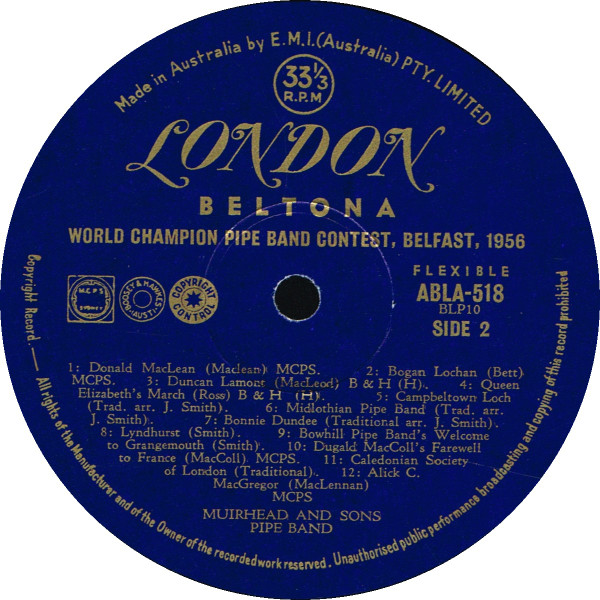 Made in Australia by E.M.I.(Australia) PTY. LIMITED
33⅓
R.P.M
LONDON
BELTONA
WORLD CHAMPION PIPE BAND CONTEST, BELFAST, 1956
M.C.P.S
SYDNEY
BOOSEY & HAWKES
(AUST)
COPYRIGHT
CONTROL
FLEXIBLE
ABLA-518
BLP10
SIDE 2
1: Donald MacLean (Maclean) MCPS. 2: Bogan Lochan (Bett)
MCPS. 3: Duncan Lamont (MacLeod) B & H (H). 4: Queen
Elizabeth's March (Ross) B & H (H). 5: Campbeltown Loch
(Trad. arr. J. Smith). 6: Midlothian Pipe Band (Trad. arr.
J. Smith). 7: Bonnie Dundee (Traditional arr. J. Smith).
8: Lyndhurst (Smith). 9: Bowhill Pipe Band's Welcome
to Grangemouth (Smith). 10: Dugald MacColl's Farewell
to France (MacColl) MCPS. 11: Caledonian Society
of London (Traditional). 12: Alick C.
MacGregor (MacLennan)
MCPS
MUIRHEAD AND SONS
PIPE BAND
Copyright Record. — All rights of the Manufacturer and of the Owner of the recorded work reserved. Unauthorised public performance broadcasting and copying of this record prohibited